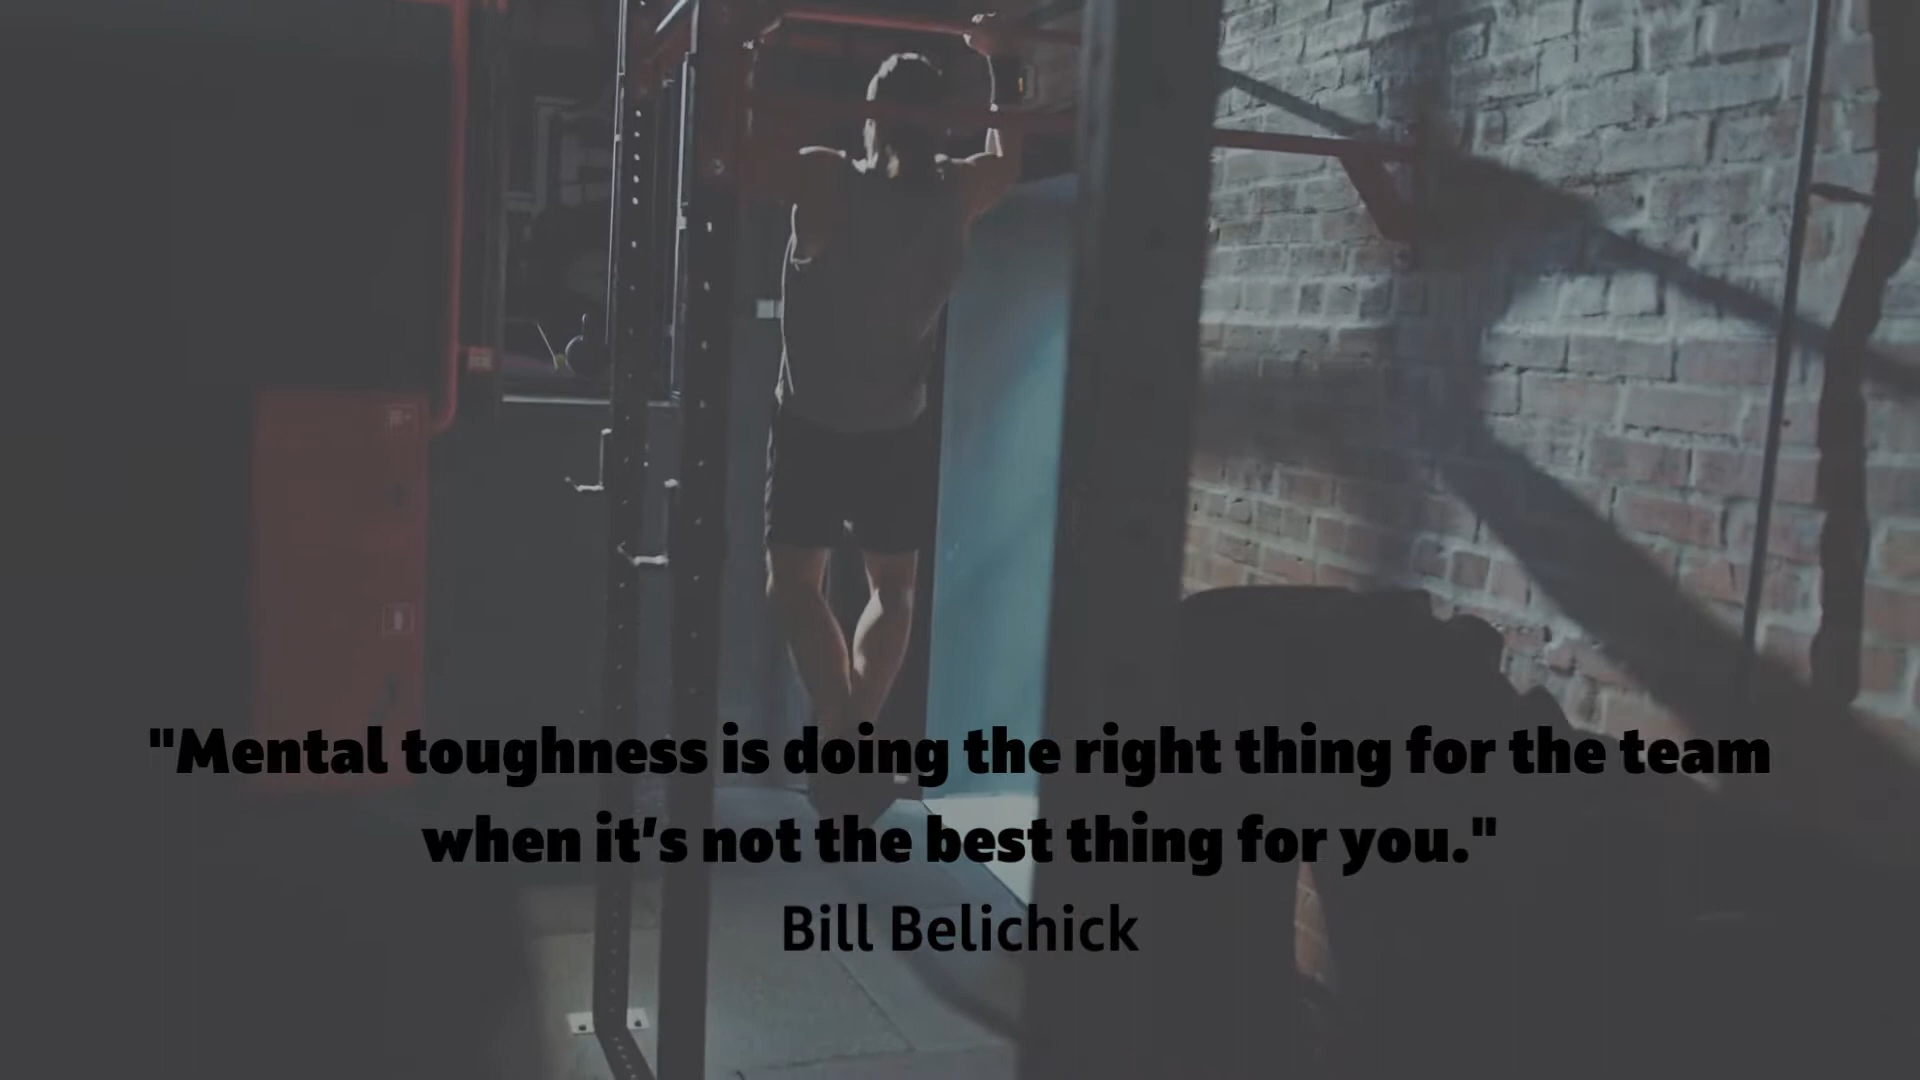 "Mental toughness is doing the right thing for the team
when it's not the best thing for you."
Bill Belichick